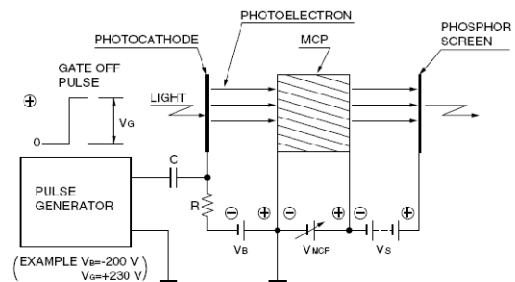 PHOTOELECTRON
PHOTOCATHODE
MCP
PHOSPHOR
SCREEN
GATE OFF
PULSE
⊕
0
VG
LIGHT
C
PULSE
GENERATOR
R
⊖ ⊕ ⊖ ⊕ ⊖ ⊕
VB
VMCP
VS
(EXAMPLE VB=-200 V
VG=+230 V)